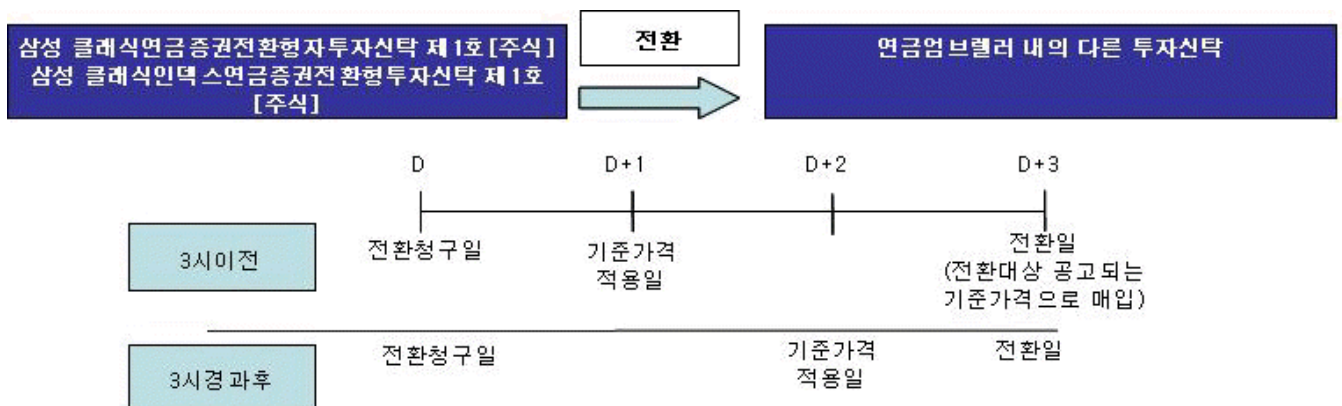 삼성 클래식연금증권전환형자투자신탁 제1호[주식]
삼성 클래식인덱스연금증권전환형투자신탁 제1호
[주식]
전환
연금엄브렐러 내의 다른 투자신탁
D
D+1
D+2
D+3
3시이전
전환청구일
기준가격
적용일
전환일
(전환대상 공고되는
기준가격으로 매입)
3시경과후
전환청구일
기준가격
적용일
전환일